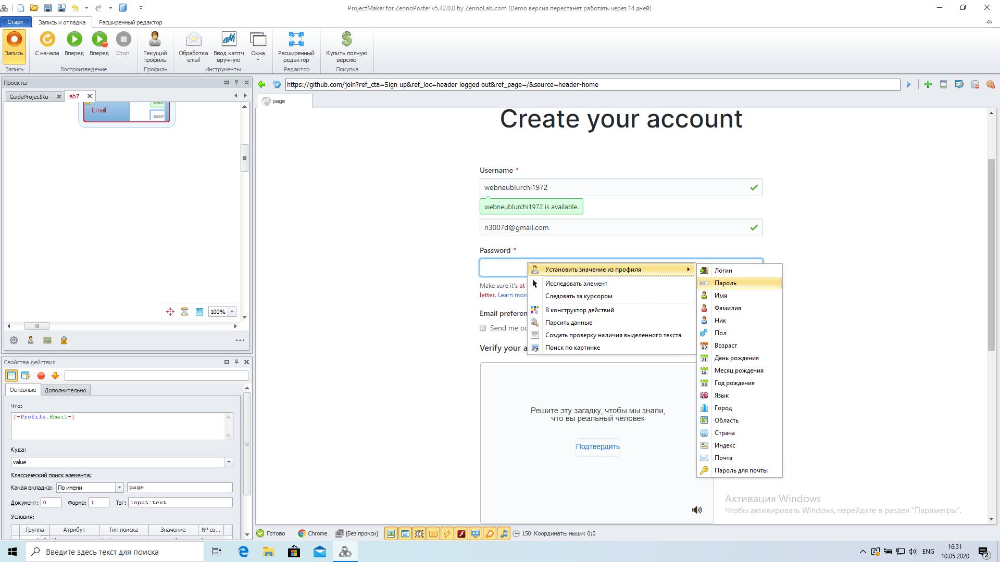 ProjectMaker for ZennoPoster v5.42.0.0 by ZennoLab.com (Demo версия перестанет работать через 14 дней)
Старт
Запись и отладка
Расширенный редактор
Запись
С начала
Вперед
Вперед
Стоп
Текущий
профиль
Обработка
email
Ввод каптч
вручную
Окна
Расширенный
редактор
Купить полную
версию
Запись
Воспроизведение
Профиль
Инструменты
Редактор
Покупка
Проекты
GuideProjectRu
lab7
Email
exam
100%
https://github.com/join?ref_cta=Sign up&ref_loc=header logged out&ref_page=/&source=header-home
page
Create your account
Username *
webneublurchi1972
webneublurchi1972 is available.
n3007d@gmail.com
Password *
Make sure it's at
letter. Learn more
Email preferen
Send me oc
Verify your a
Установить значение из профиля
Исследовать элемент
Следовать за курсором
В конструктор действий
Парсить данные
Создать проверку наличия выделенного текста
Поиск по картинке
Логин
Пароль
Имя
Фамилия
Ник
Пол
Возраст
День рождения
Месяц рождения
Год рождения
Язык
Город
Область
Страна
Индекс
Почта
Пароль для почты
Решите эту загадку, чтобы мы знали,
что вы реальный человек
Подтвердить
Активация Windows
Чтобы активировать Windows, перейдите в раздел "Параметры".
Свойства действия
Основные
Дополнительно
Что:
{-Profile.Email-}
Куда:
value
Классический поиск элемента:
Какая вкладка: По имени page
Документ: 0 Форма: 1 Тэг: input:text
Условия:
Группа Атрибут Тип поиска Значение № со...
Готово
Chrome
[Без прокси]
150 Координаты мыши: 0;0
Введите здесь текст для поиска
ENG
16:31
10.05.2020
2